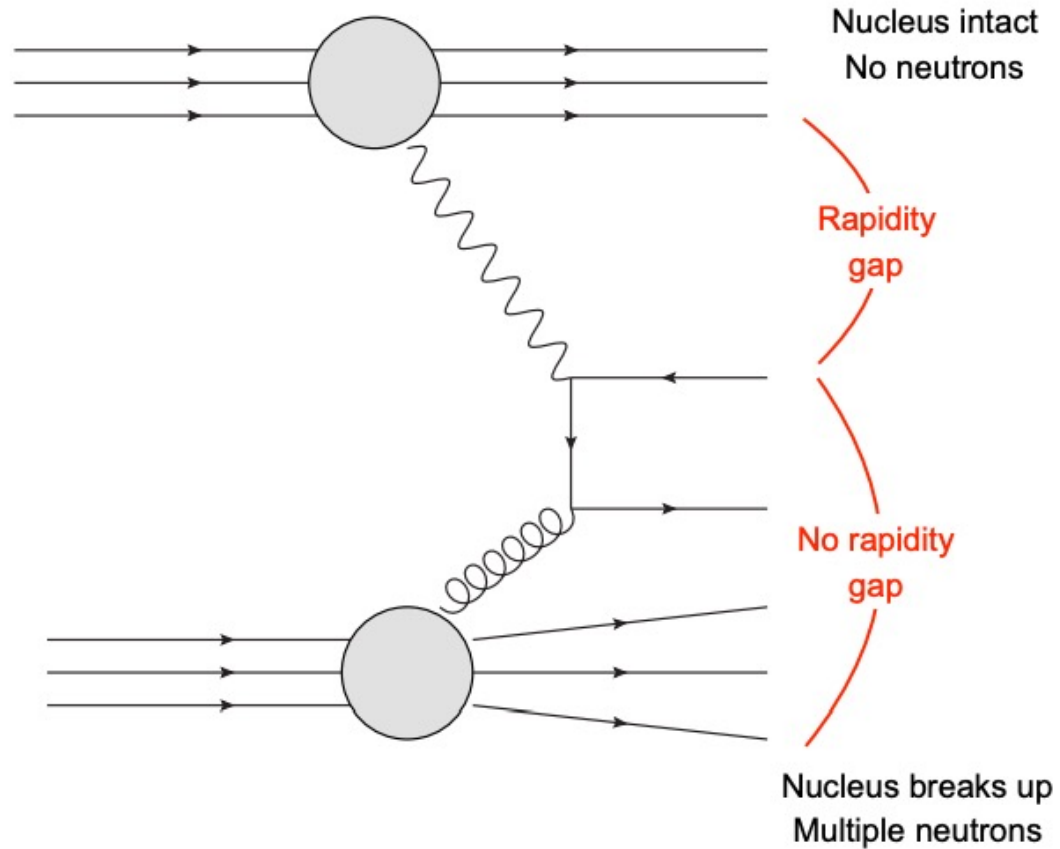 Nucleus intact
No neutrons
Rapidity
gap
No rapidity
gap
Nucleus breaks up
Multiple neutrons